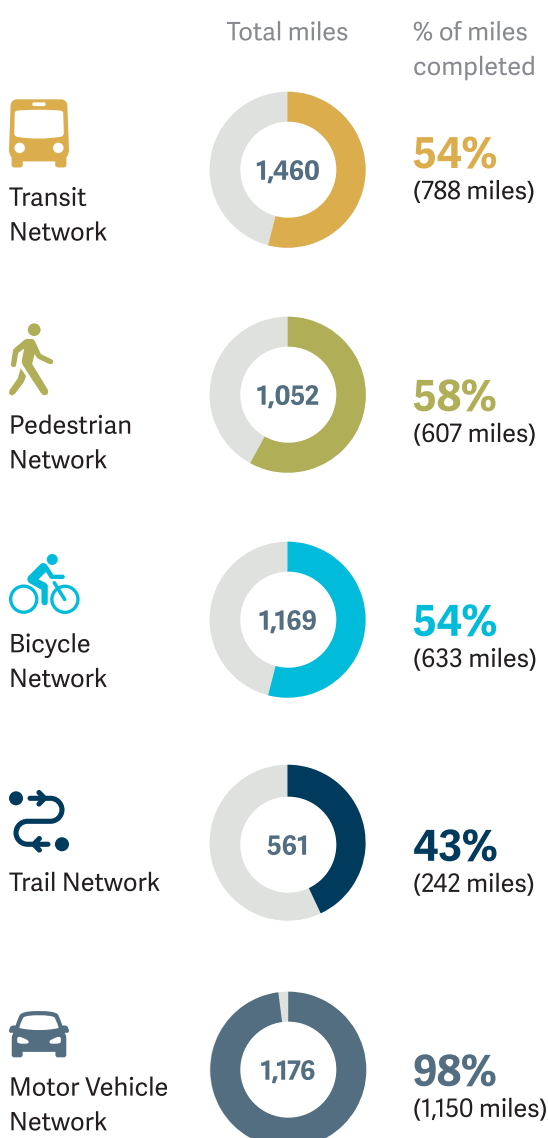 Total miles
% of miles
completed
Transit
Network
1,460
54%
(788 miles)
Pedestrian
Network
1,052
58%
(607 miles)
Bicycle
Network
1,169
54%
(633 miles)
Trail Network
561
43%
(242 miles)
Motor Vehicle
Network
1,176
98%
(1,150 miles)